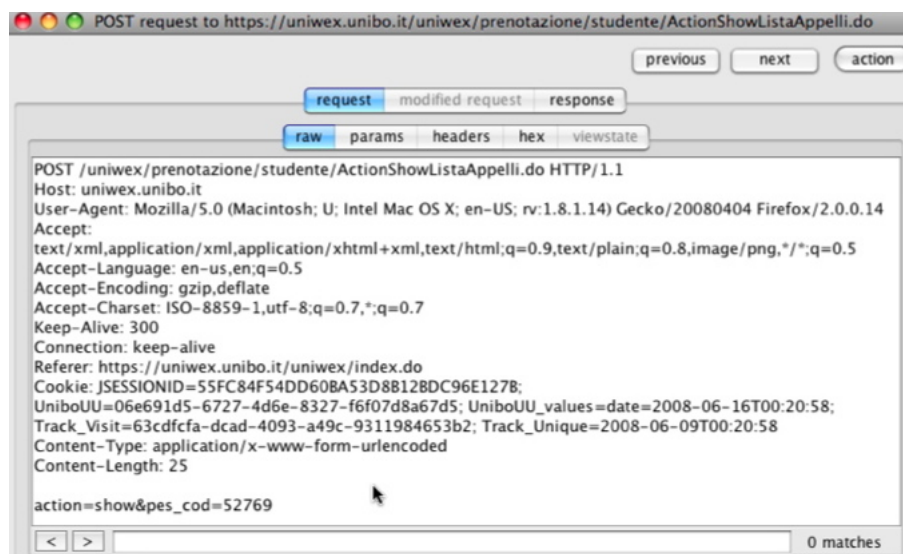 POST request to https://uniwex.unibo.it/uniwex/prenotazione/studente/ActionShowListaAppelli.do
previous next action
request modified request response
raw params headers hex viewstate
POST /uniwex/prenotazione/studente/ActionShowListaAppelli.do HTTP/1.1
Host: uniwex.unibo.it
User-Agent: Mozilla/5.0 (Macintosh; U; Intel Mac OS X; en-US; rv:1.8.1.14) Gecko/20080404 Firefox/2.0.0.14
Accept:
text/xml,application/xml,application/xhtml+xml,text/html;q=0.9,text/plain;q=0.8,image/png,*/*;q=0.5
Accept-Language: en-us,en;q=0.5
Accept-Encoding: gzip,deflate
Accept-Charset: ISO-8859-1,utf-8;q=0.7,*;q=0.7
Keep-Alive: 300
Connection: keep-alive
Referer: https://uniwex.unibo.it/uniwex/index.do
Cookie: JSESSIONID=55FC84F54DD60BA53D8B12BDC96E127B;
UniboUU=06e691d5-6727-4d6e-8327-f6f07d8a67d5; UniboUU_values=date=2008-06-16T00:20:58;
Track_Visit=63cdfcfa-dcad-4093-a49c-9311984653b2; Track_Unique=2008-06-09T00:20:58
Content-Type: application/x-www-form-urlencoded
Content-Length: 25
action=show&pes_cod=52769
< > 0 matches